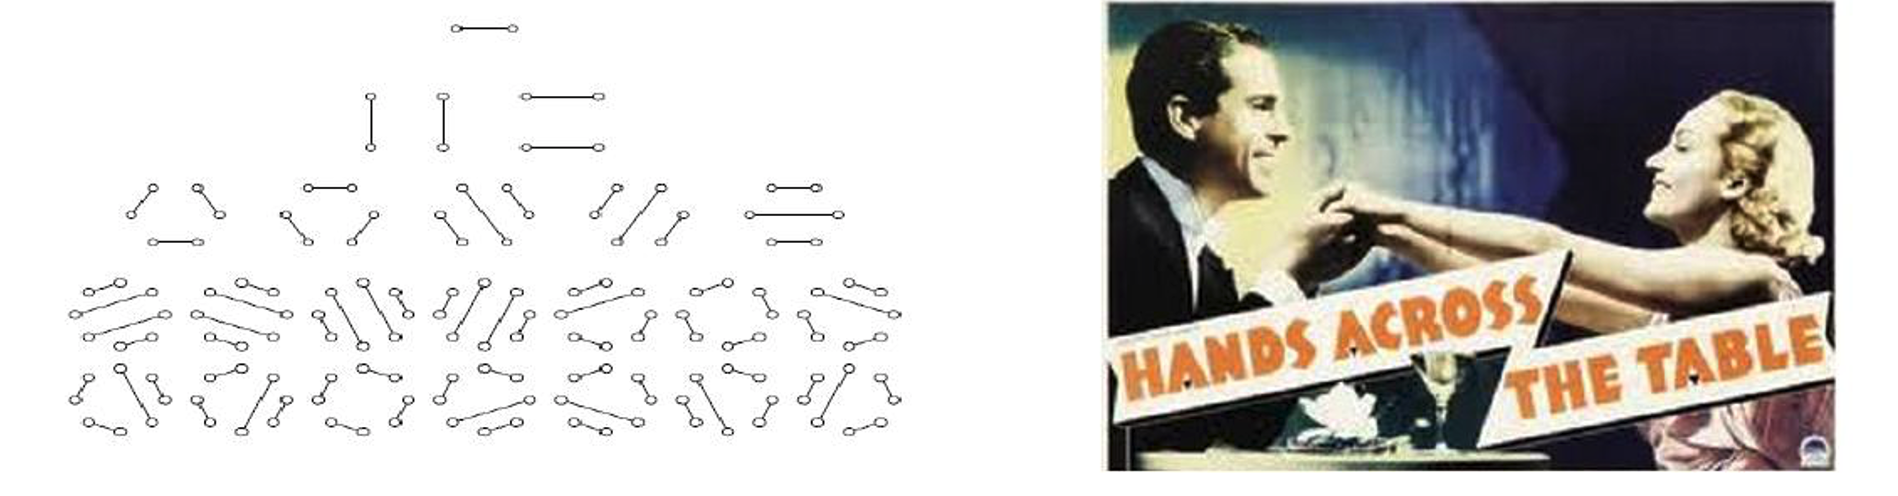 HANDS ACROSS
THE TABLE